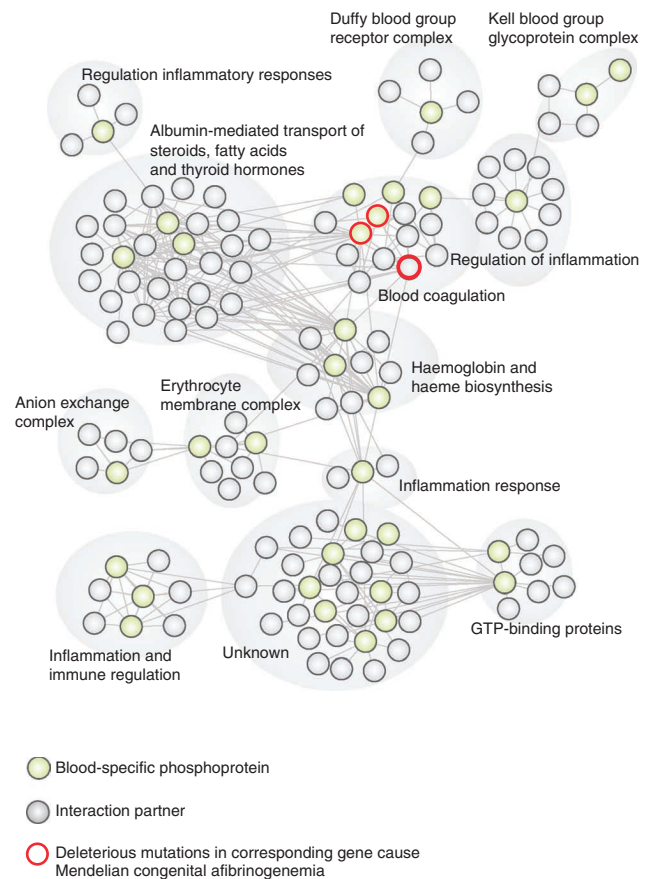 Duffy blood group
receptor complex
Kell blood group
glycoprotein complex
Regulation inflammatory responses
Albumin-mediated transport of
steroids, fatty acids
and thyroid hormones
Regulation of inflammation
Blood coagulation
Haemoglobin and
haeme biosynthesis
Erythrocyte
membrane complex
Anion exchange
complex
Inflammation response
GTP-binding proteins
Unknown
Inflammation and
immune regulation
Blood-specific phosphoprotein
Interaction partner
Deleterious mutations in corresponding gene cause
Mendelian congenital afibrinogenemia